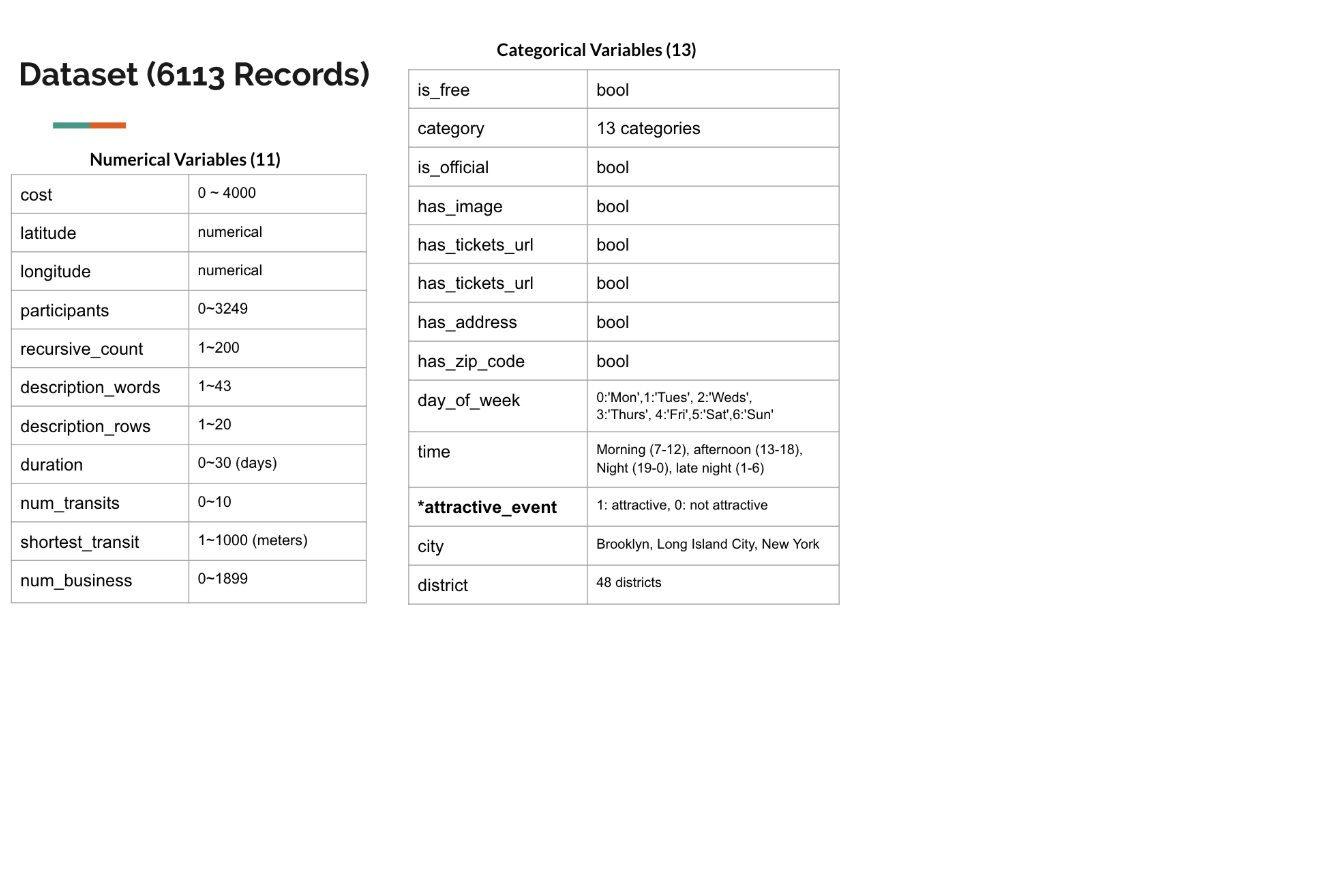 Dataset (6113 Records)
Numerical Variables (11)
cost 0 ~ 4000
latitude numerical
longitude numerical
participants 0~3249
recursive_count 1~200
description_words 1~43
description_rows 1~20
duration 0~30 (days)
num_transits 0~10
shortest_transit 1~1000 (meters)
num_business 0~1899
Categorical Variables (13)
is_free bool
category 13 categories
is_official bool
has_image bool
has_tickets_url bool
has_tickets_url bool
has_address bool
has_zip_code bool
day_of_week 0:'Mon',1:'Tues', 2:'Weds',
3:'Thurs', 4:'Fri',5:'Sat',6:'Sun'
time Morning (7-12), afternoon (13-18),
Night (19-0), late night (1-6)
*attractive_event 1: attractive, 0: not attractive
city Brooklyn, Long Island City, New York
district 48 districts